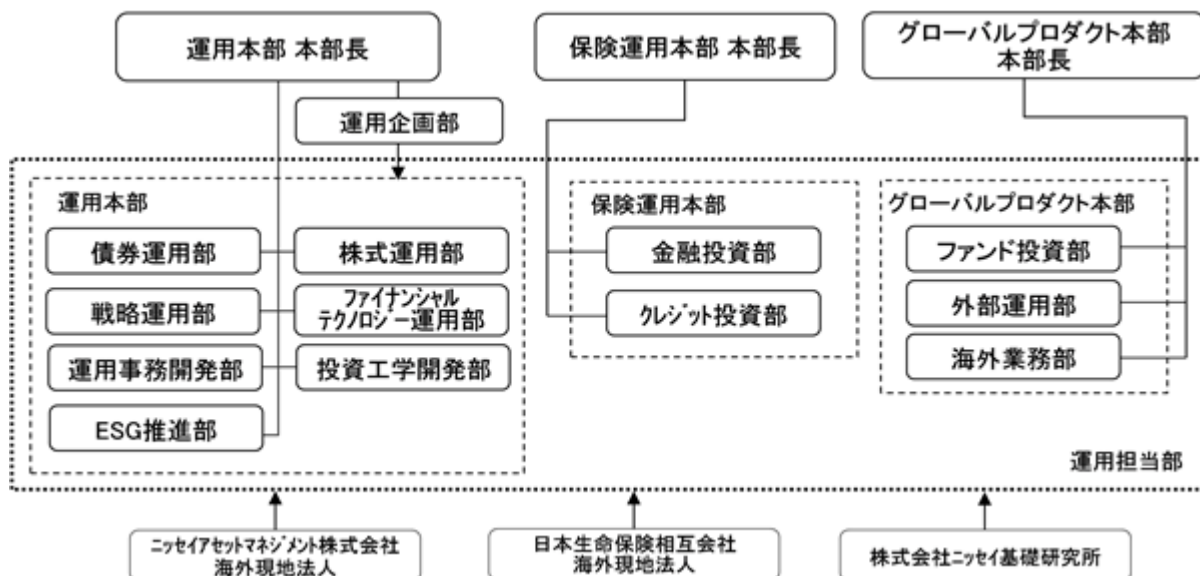 運用本部 本部長
保険運用本部 本部長
グローバルプロダクト本部
本部長
運用企画部
運用本部
債券運用部
株式運用部
戦略運用部
ファイナンシャル
テクノロジー運用部
運用事務開発部
投資工学開発部
ESG推進部
保険運用本部
金融投資部
クレジット投資部
グローバルプロダクト本部
ファンド投資部
外部運用部
海外業務部
運用担当部
ニッセイアセットマネジメント株式会社
海外現地法人
日本生命保険相互会社
海外現地法人
株式会社ニッセイ基礎研究所